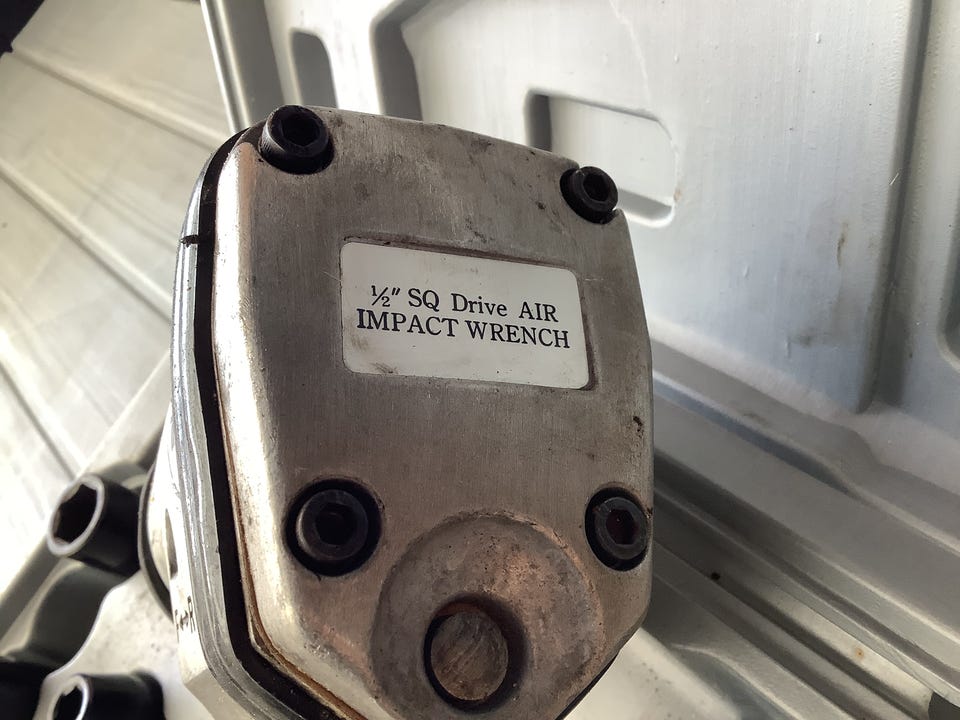 ½" SQ Drive AIR
IMPACT WRENCH
F↔R